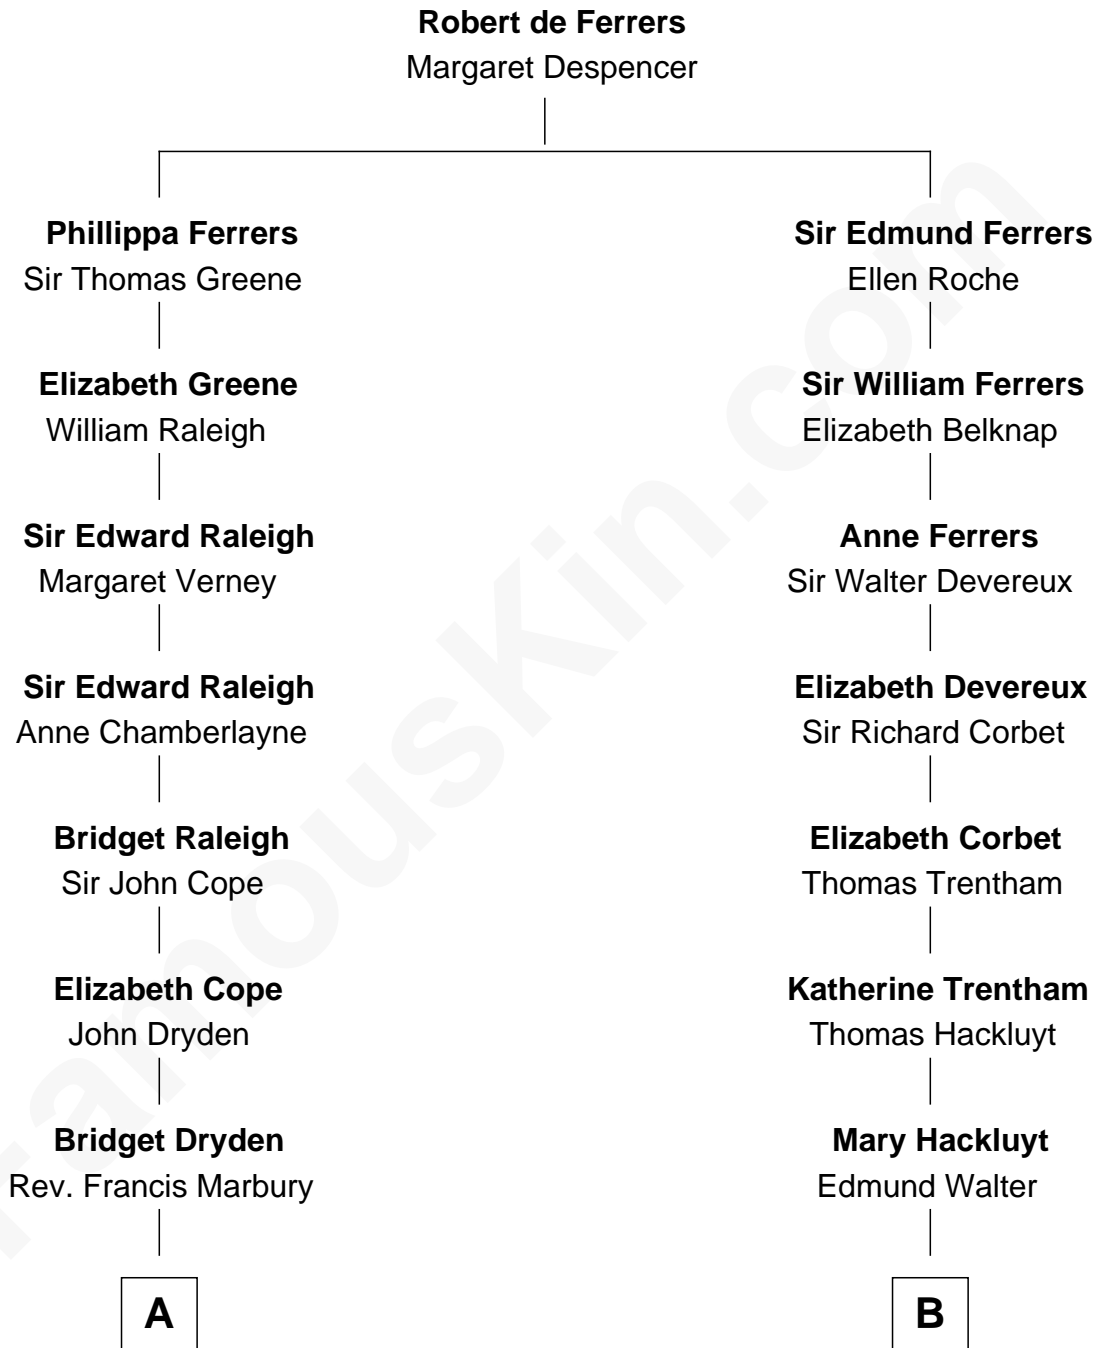 Robert de Ferrers
Margaret Despencer
Phillippa Ferrers
Sir Thomas Greene
Elizabeth Greene
William Raleigh
Sir Edward Raleigh
Margaret Verney
Sir Edward Raleigh
Anne Chamberlayne
Bridget Raleigh
Sir John Cope
Elizabeth Cope
John Dryden
Bridget Dryden
Rev. Francis Marbury
A
Sir Edmund Ferrers
Ellen Roche
Sir William Ferrers
Elizabeth Belknap
Anne Ferrers
Sir Walter Devereux
Elizabeth Devereux
Sir Richard Corbet
Elizabeth Corbet
Thomas Trentham
Katherine Trentham
Thomas Hackluyt
Mary Hackluyt
Edmund Walter
B
FamousKin.com